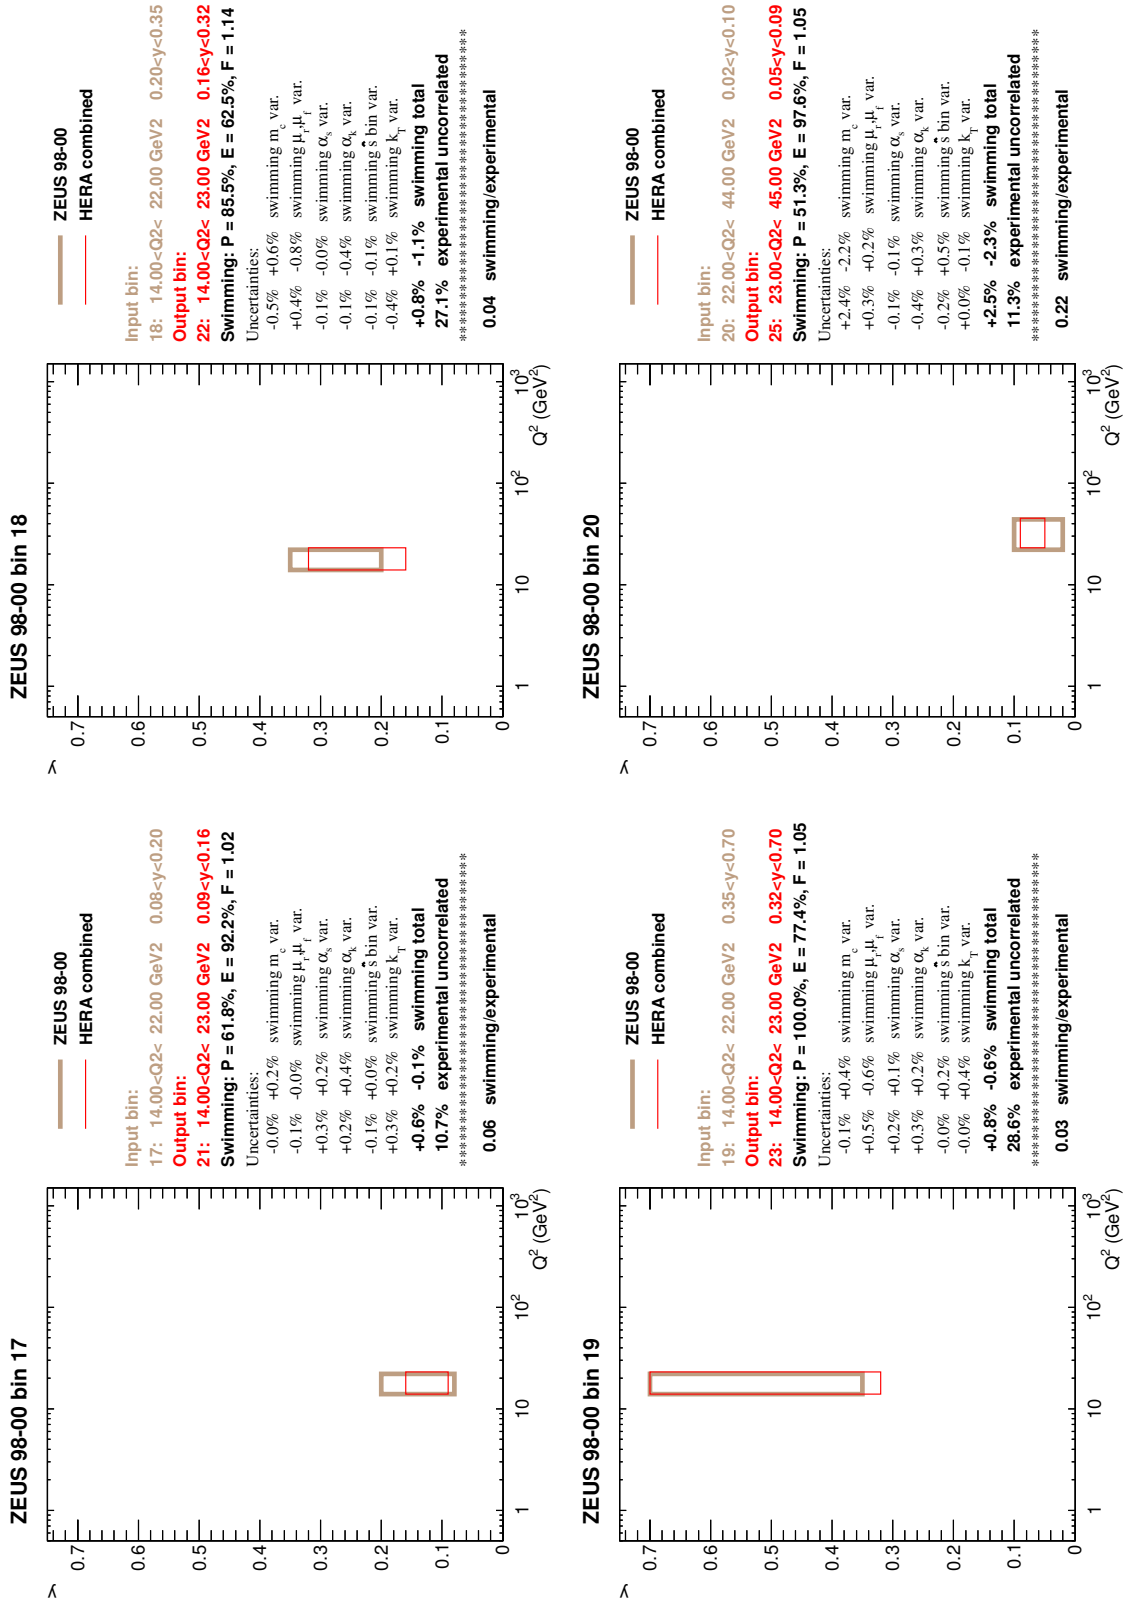 ZEUS 98-00 bin 17
y
0.7
0.6
0.5
0.4
0.3
0.2
0.1
0
1
10
10²
10³
Q² (GeV²)
ZEUS 98-00
HERA combined
Input bin:
17: 14.00<Q2< 22.00 GeV2 0.08<y<0.20
Output bin:
21: 14.00<Q2< 23.00 GeV2 0.09<y<0.16
Swimming: P = 61.8%, E = 92.2%, F = 1.02
Uncertainties:
-0.0% +0.2% swimming m_c var.
-0.1% -0.0% swimming μ_r,μ_f var.
+0.3% +0.2% swimming α_s var.
+0.2% +0.4% swimming α_k var.
-0.1% +0.0% swimming ŝ bin var.
+0.3% +0.2% swimming k_T var.
+0.6% -0.1% swimming total
10.7% experimental uncorrelated
**********************************
0.06 swimming/experimental
ZEUS 98-00 bin 18
y
0.7
0.6
0.5
0.4
0.3
0.2
0.1
0
1
10
10²
10³
Q² (GeV²)
ZEUS 98-00
HERA combined
Input bin:
18: 14.00<Q2< 22.00 GeV2 0.20<y<0.35
Output bin:
22: 14.00<Q2< 23.00 GeV2 0.16<y<0.32
Swimming: P = 85.5%, E = 62.5%, F = 1.14
Uncertainties:
-0.5% +0.6% swimming m_c var.
+0.4% -0.8% swimming μ_r,μ_f var.
-0.1% -0.0% swimming α_s var.
-0.1% -0.4% swimming α_k var.
-0.1% -0.1% swimming ŝ bin var.
-0.4% +0.1% swimming k_T var.
+0.8% -1.1% swimming total
27.1% experimental uncorrelated
**********************************
0.04 swimming/experimental
ZEUS 98-00 bin 19
y
0.7
0.6
0.5
0.4
0.3
0.2
0.1
0
1
10
10²
10³
Q² (GeV²)
ZEUS 98-00
HERA combined
Input bin:
19: 14.00<Q2< 22.00 GeV2 0.35<y<0.70
Output bin:
23: 14.00<Q2< 23.00 GeV2 0.32<y<0.70
Swimming: P = 100.0%, E = 77.4%, F = 1.05
Uncertainties:
-0.1% +0.4% swimming m_c var.
+0.5% -0.6% swimming μ_r,μ_f var.
+0.2% +0.1% swimming α_s var.
+0.3% +0.2% swimming α_k var.
-0.0% +0.2% swimming ŝ bin var.
-0.0% +0.4% swimming k_T var.
+0.8% -0.6% swimming total
28.6% experimental uncorrelated
**********************************
0.03 swimming/experimental
ZEUS 98-00 bin 20
y
0.7
0.6
0.5
0.4
0.3
0.2
0.1
0
1
10
10²
10³
Q² (GeV²)
ZEUS 98-00
HERA combined
Input bin:
20: 22.00<Q2< 44.00 GeV2 0.02<y<0.10
Output bin:
25: 23.00<Q2< 45.00 GeV2 0.05<y<0.09
Swimming: P = 51.3%, E = 97.6%, F = 1.05
Uncertainties:
+2.4% -2.2% swimming m_c var.
+0.3% +0.2% swimming μ_r,μ_f var.
-0.1% -0.1% swimming α_s var.
-0.4% +0.3% swimming α_k var.
-0.2% +0.5% swimming ŝ bin var.
+0.0% -0.1% swimming k_T var.
+2.5% -2.3% swimming total
11.3% experimental uncorrelated
**********************************
0.22 swimming/experimental